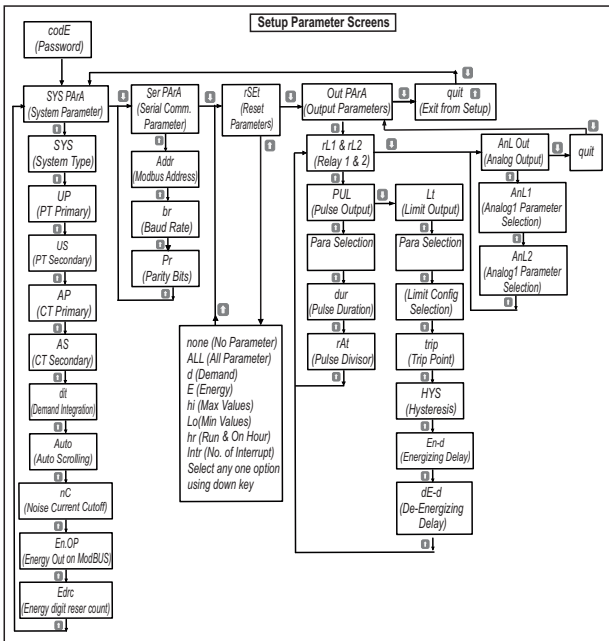 Setup Parameter Screens
codE
(Password)
SYS PArA
(System Parameter)
Ser PArA
(Serial Comm.
Parameter)
rSEt
(Reset
Parameters)
Out PArA
(Output Parameters)
quit
(Exit from Setup)
SYS
(System Type)
UP
(PT Primary)
US
(PT Secondary)
AP
(CT Primary)
AS
(CT Secondary)
dit
(Demand Integration)
Auto
(Auto Scrolling)
nC
(Noise Current Cutoff)
En.OP
(Energy Out on ModBUS)
Edrc
(Energy digit reser count)
Addr
(Modbus Address)
br
(Baud Rate)
Pr
(Parity Bits)
none (No Parameter)
ALL (All Parameter)
d (Demand)
E (Energy)
hi (Max Values)
Lo(Min Values)
hr (Run & On Hour)
Intr (No. of Interrupt)
Select any one option
using down key
rL1 & rL2
(Relay 1 & 2)
PUL
(Pulse Output)
Para Selection
dur
(Pulse Duration)
rAt
(Pulse Divisor)
Lt
(Limit Output)
Para Selection
(Limit Config
Selection)
trip
(Trip Point)
HYS
(Hysteresis)
En-d
(Energizing Delay)
dE-d
(De-Energizing
Delay)
AnL Out
(Analog Output)
quit
AnL1
(Analog1 Parameter
Selection)
AnL2
(Analog1 Parameter
Selection)